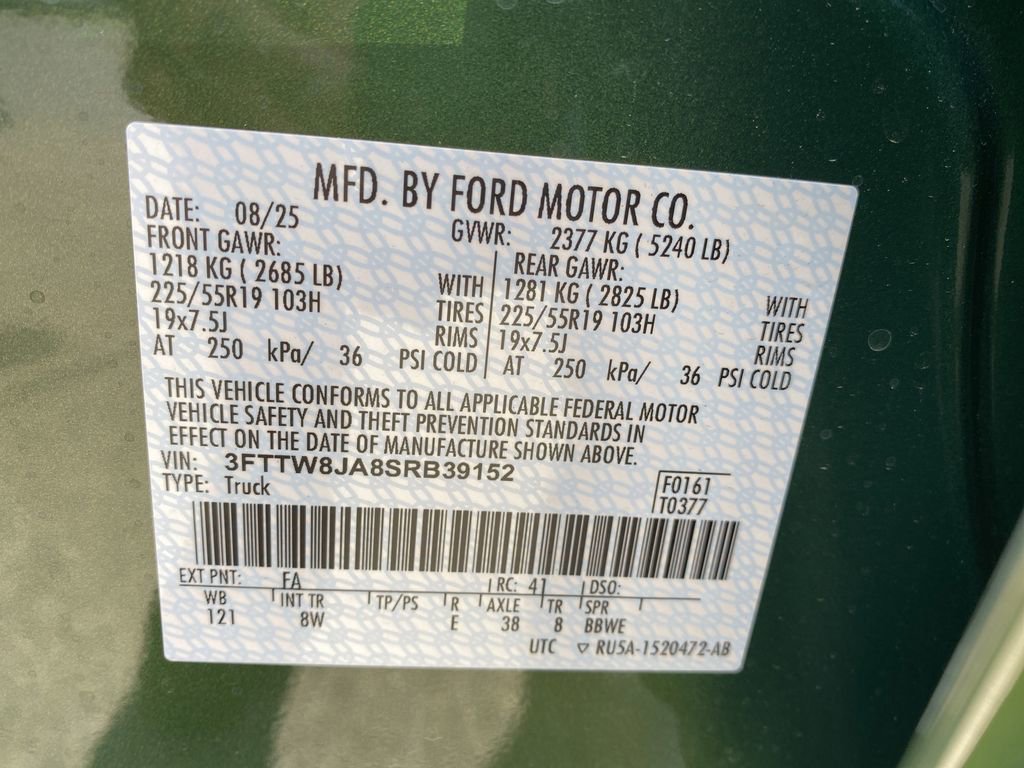 MFD. BY FORD MOTOR CO.
DATE: 08/25 GVWR: 2377 KG ( 5240 LB)
FRONT GAWR: REAR GAWR:
1218 KG ( 2685 LB) WITH 1281 KG ( 2825 LB) WITH
225/55R19 103H TIRES 225/55R19 103H TIRES
19x7.5J RIMS 19x7.5J RIMS
AT 250 kPa/ 36 PSI COLD AT 250 kPa/ 36 PSI COLD
THIS VEHICLE CONFORMS TO ALL APPLICABLE FEDERAL MOTOR
VEHICLE SAFETY AND THEFT PREVENTION STANDARDS IN
EFFECT ON THE DATE OF MANUFACTURE SHOWN ABOVE.
VIN: 3FTTW8JA8SRB39152
TYPE: Truck
F0161
T0377
EXT PNT: FA RC: 41 DSO:
WB INT TR TP/PS R AXLE TR SPR
121 8W E 38 8 BBWE
UTC ▽ RU5A-1520472-AB